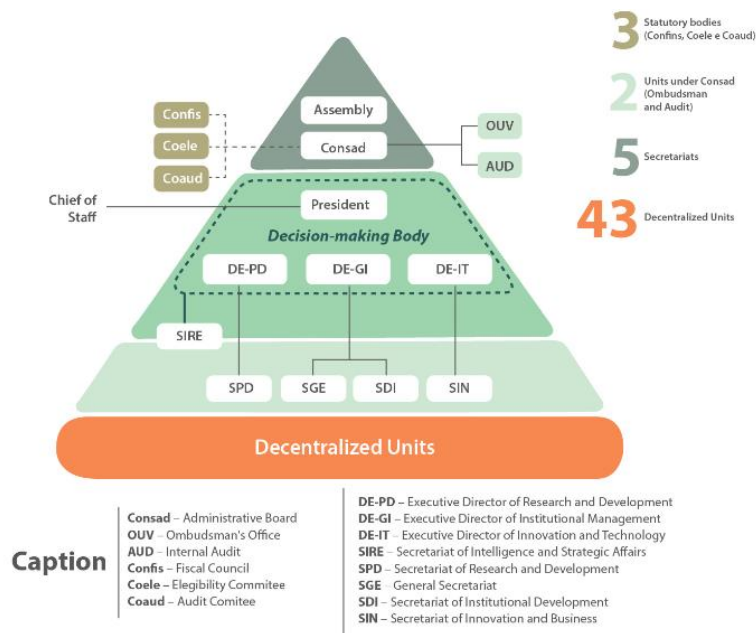 3
Statutory bodies
(Confins, Coele e Coaud)
2
Units under Consad
(Ombudsman
and Audit)
5
Secretariats
43
Decentralized Units
Assembly
Consad
Confis
Coele
Coaud
OUV
AUD
Chief of
Staff
President
Decision-making Body
DE-PD
DE-GI
DE-IT
SIRE
SPD
SGE
SDI
SIN
Decentralized Units
Caption
Consad – Administrative Board
OUV – Ombudsman's Office
AUD – Internal Audit
Confis – Fiscal Council
Coele – Elegibility Commitee
Coaud – Audit Comitee
DE-PD – Executive Director of Research and Development
DE-GI – Executive Director of Institutional Management
DE-IT – Executive Director of Innovation and Technology
SIRE – Secretariat of Intelligence and Strategic Affairs
SPD – Secretariat of Research and Development
SGE – General Secretariat
SDI – Secretariat of Institutional Development
SIN – Secretariat of Innovation and Business